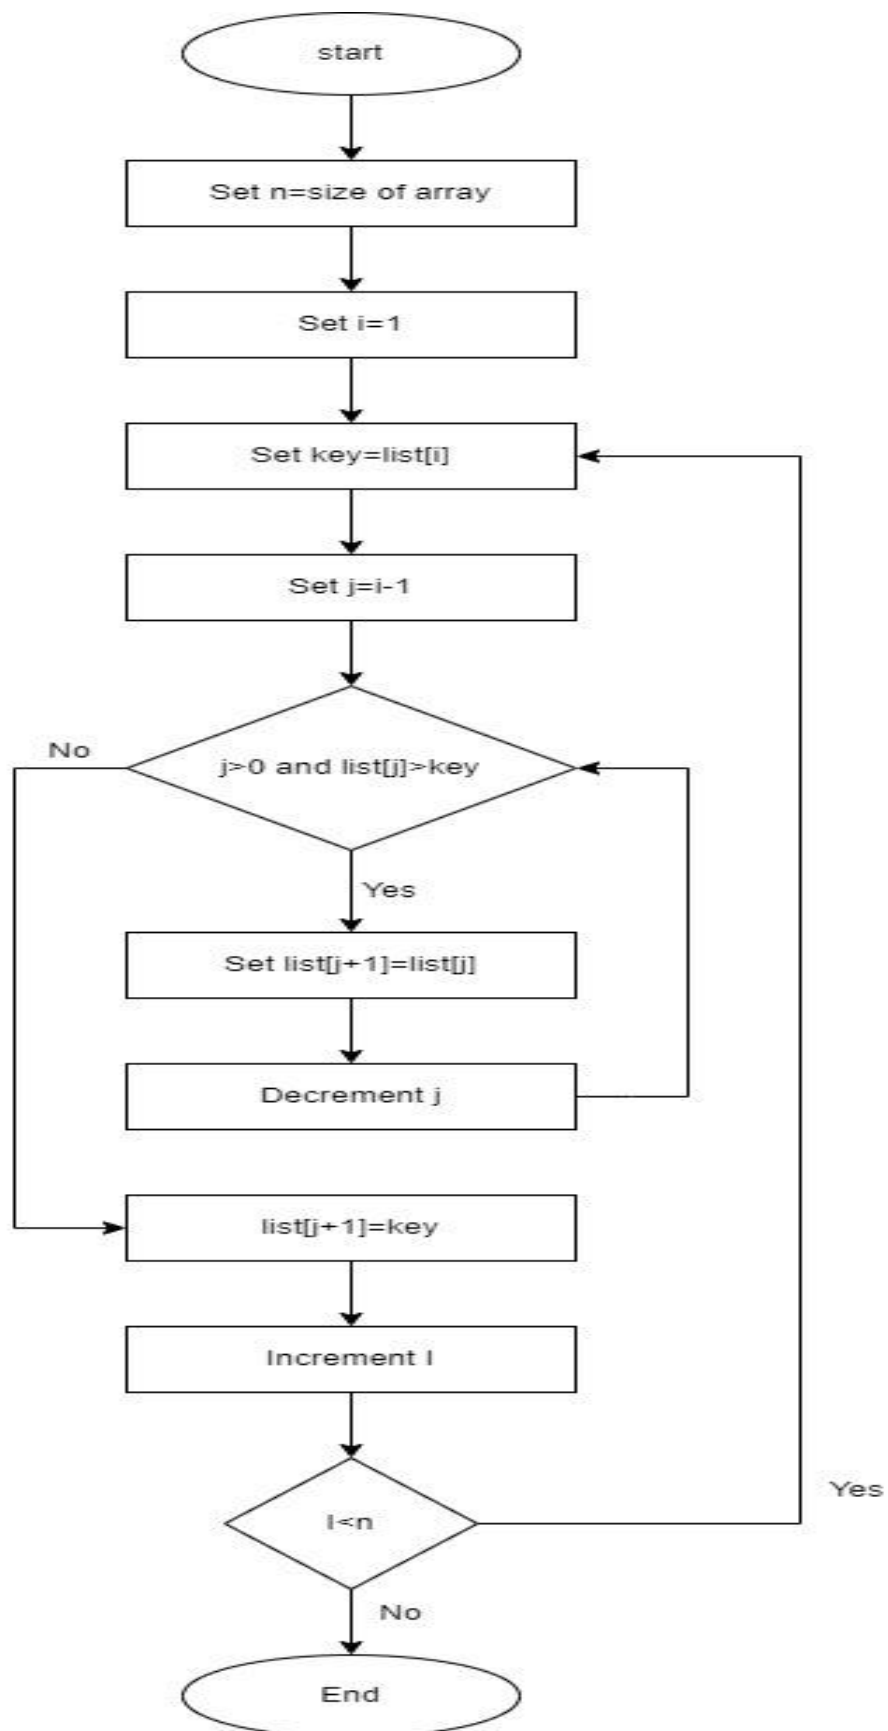 start
Set n=size of array
Set i=1
Set key=list[i]
Set j=i-1
No
j>0 and list[j]>key
Yes
Set list[j+1]=list[j]
Decrement j
list[j+1]=key
Increment I
Yes
I<n
No
End